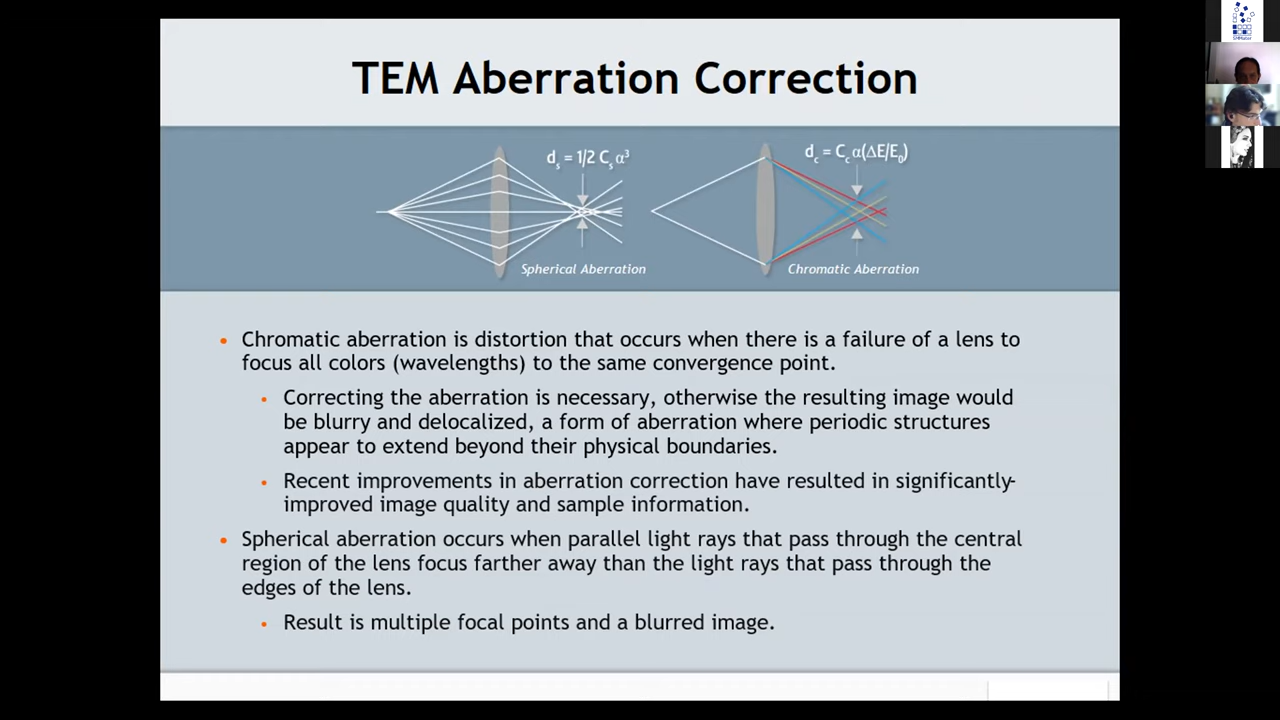 TEM Aberration Correction
dₛ = 1/2 Cₛ α³
d꜀ = C꜀ α(ΔE/E₀)
Spherical Aberration
Chromatic Aberration
• Chromatic aberration is distortion that occurs when there is a failure of a lens to
focus all colors (wavelengths) to the same convergence point.
• Correcting the aberration is necessary, otherwise the resulting image would
be blurry and delocalized, a form of aberration where periodic structures
appear to extend beyond their physical boundaries.
• Recent improvements in aberration correction have resulted in significantly-
improved image quality and sample information.
• Spherical aberration occurs when parallel light rays that pass through the central
region of the lens focus farther away than the light rays that pass through the
edges of the lens.
• Result is multiple focal points and a blurred image.